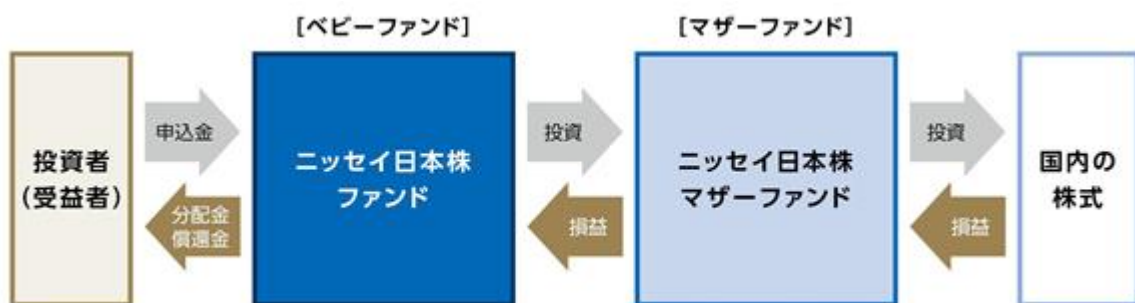 [ベビーファンド]
[マザーファンド]
投資者
(受益者)
申込金
分配金
償還金
ニッセイ日本株
ファンド
投資
損益
ニッセイ日本株
マザーファンド
投資
損益
国内の
株式